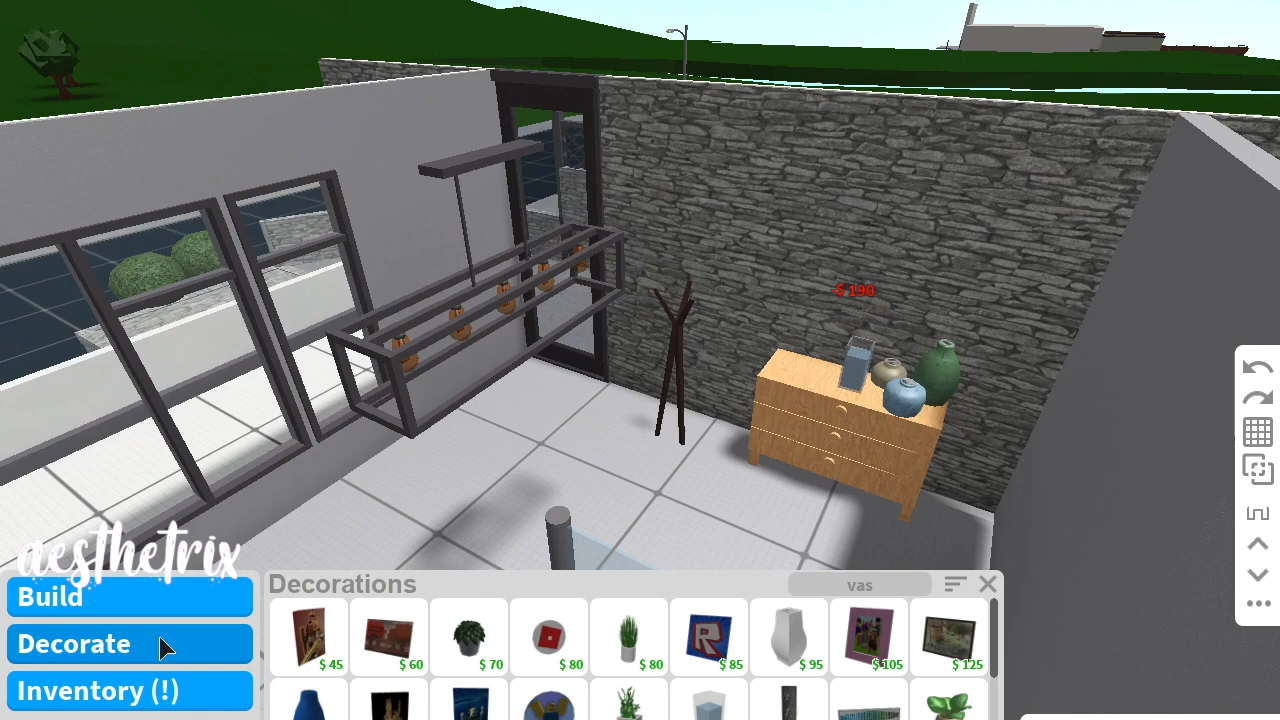 -$ 190
aesthetrix
Build
Decorate
Inventory (!)
Decorations
vas
$ 45
$ 60
$ 70
$ 80
$ 80
$ 85
$ 95
$ 105
$ 125